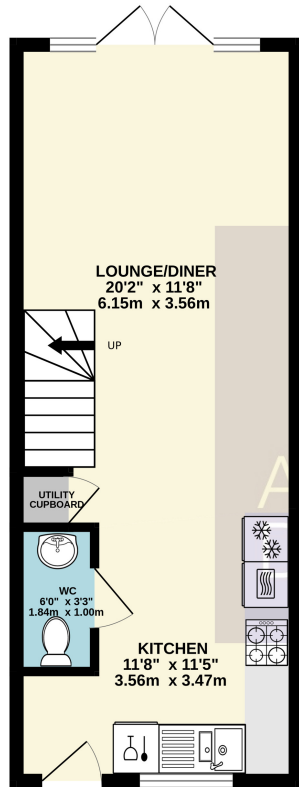 LOUNGE/DINER
20'2" x 11'8"
6.15m x 3.56m
UP
UTILITY
CUPBOARD
WC
6'0" x 3'3"
1.84m x 1.00m
KITCHEN
11'8" x 11'5"
3.56m x 3.47m